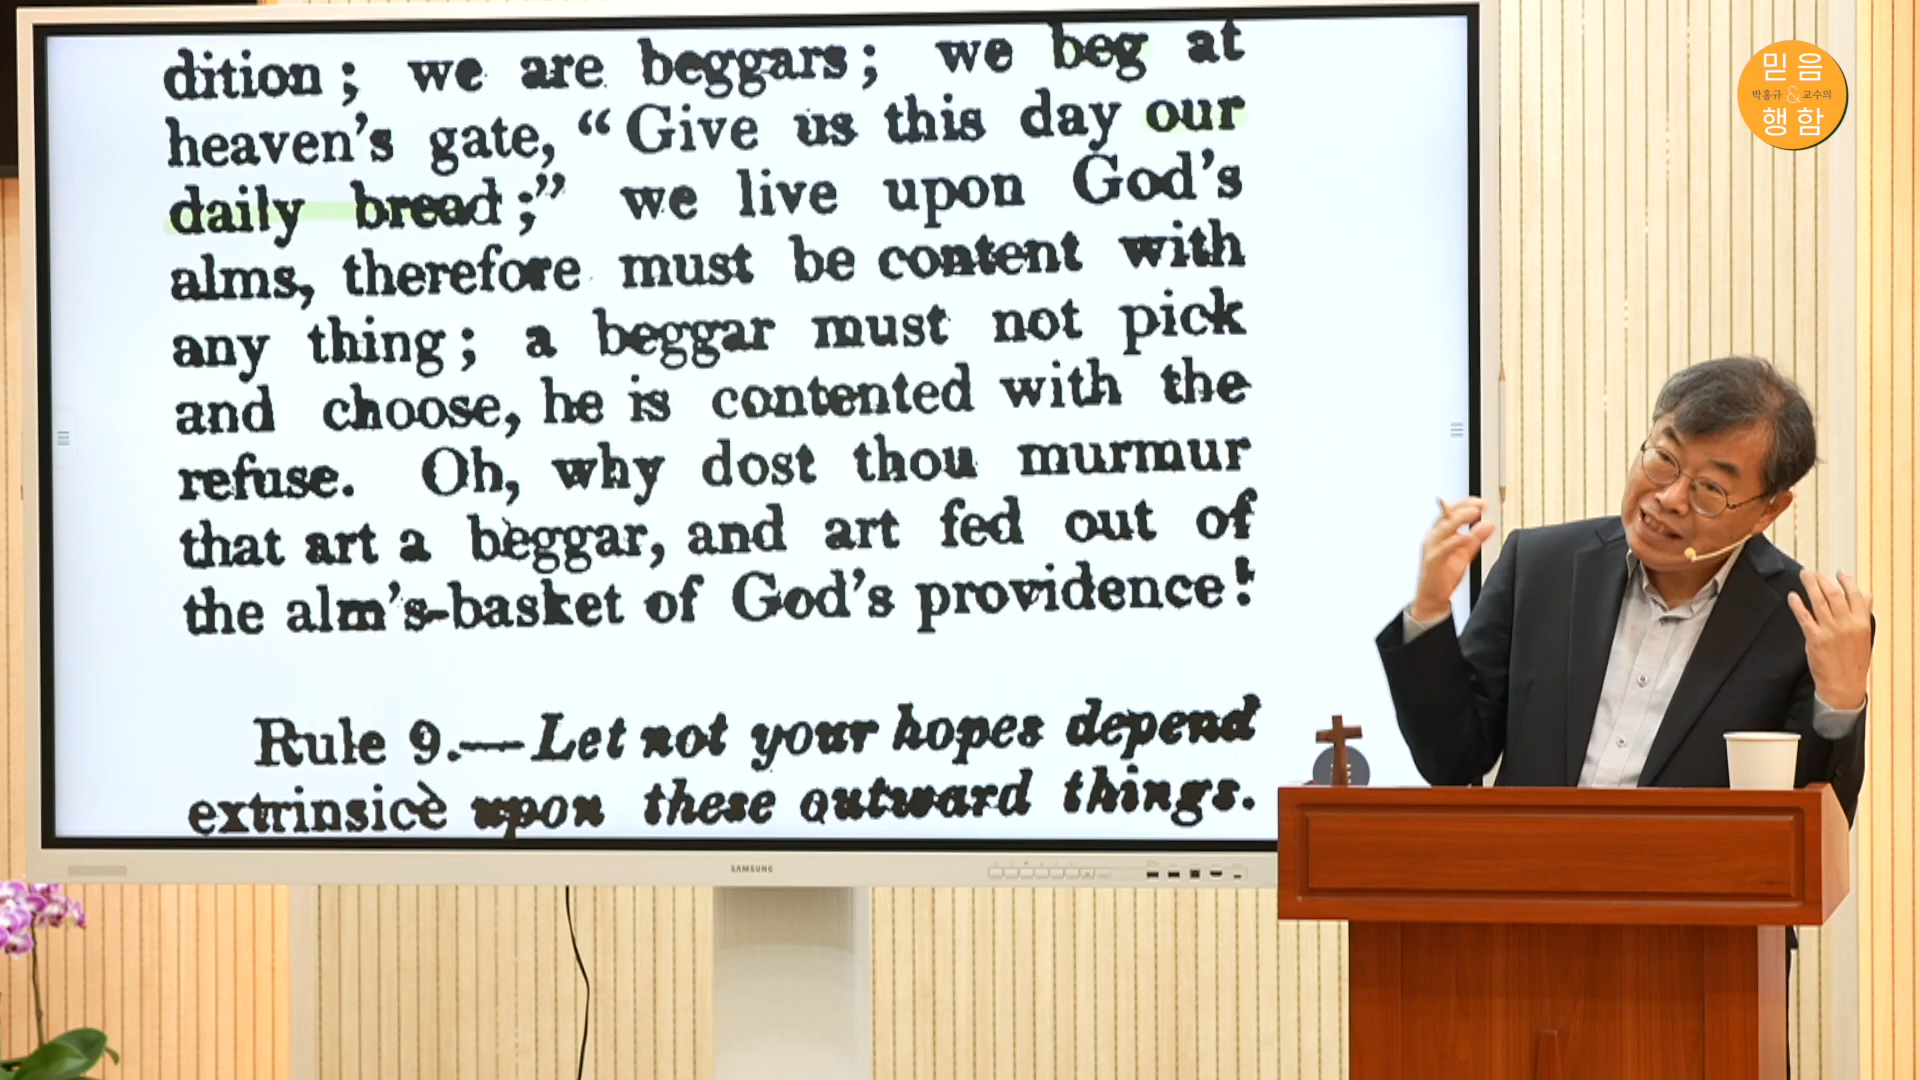 dition ; we are beggars ; we beg at
heaven's gate, “ Give us this day our
daily bread ;” we live upon God's
alms, therefore must be content with
any thing ; a beggar must not pick
and choose, he is contented with the
refuse. Oh, why dost thou murmur
that art a beggar, and art fed out of
the alm's-basket of God's providence!
Rule 9.—Let not your hopes depend
extrinsicè upon these outward things.
SAMSUNG
믿음
박홍규 & 교수의
행함